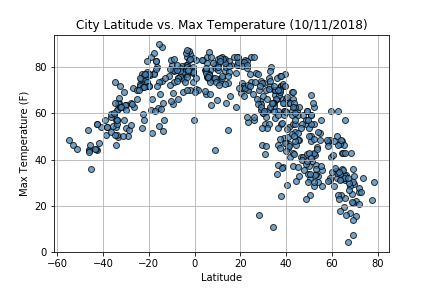 City Latitude vs. Max Temperature (10/11/2018)
Max Temperature (F)
80
60
40
20
0
−60 −40 −20 0 20 40 60 80
Latitude